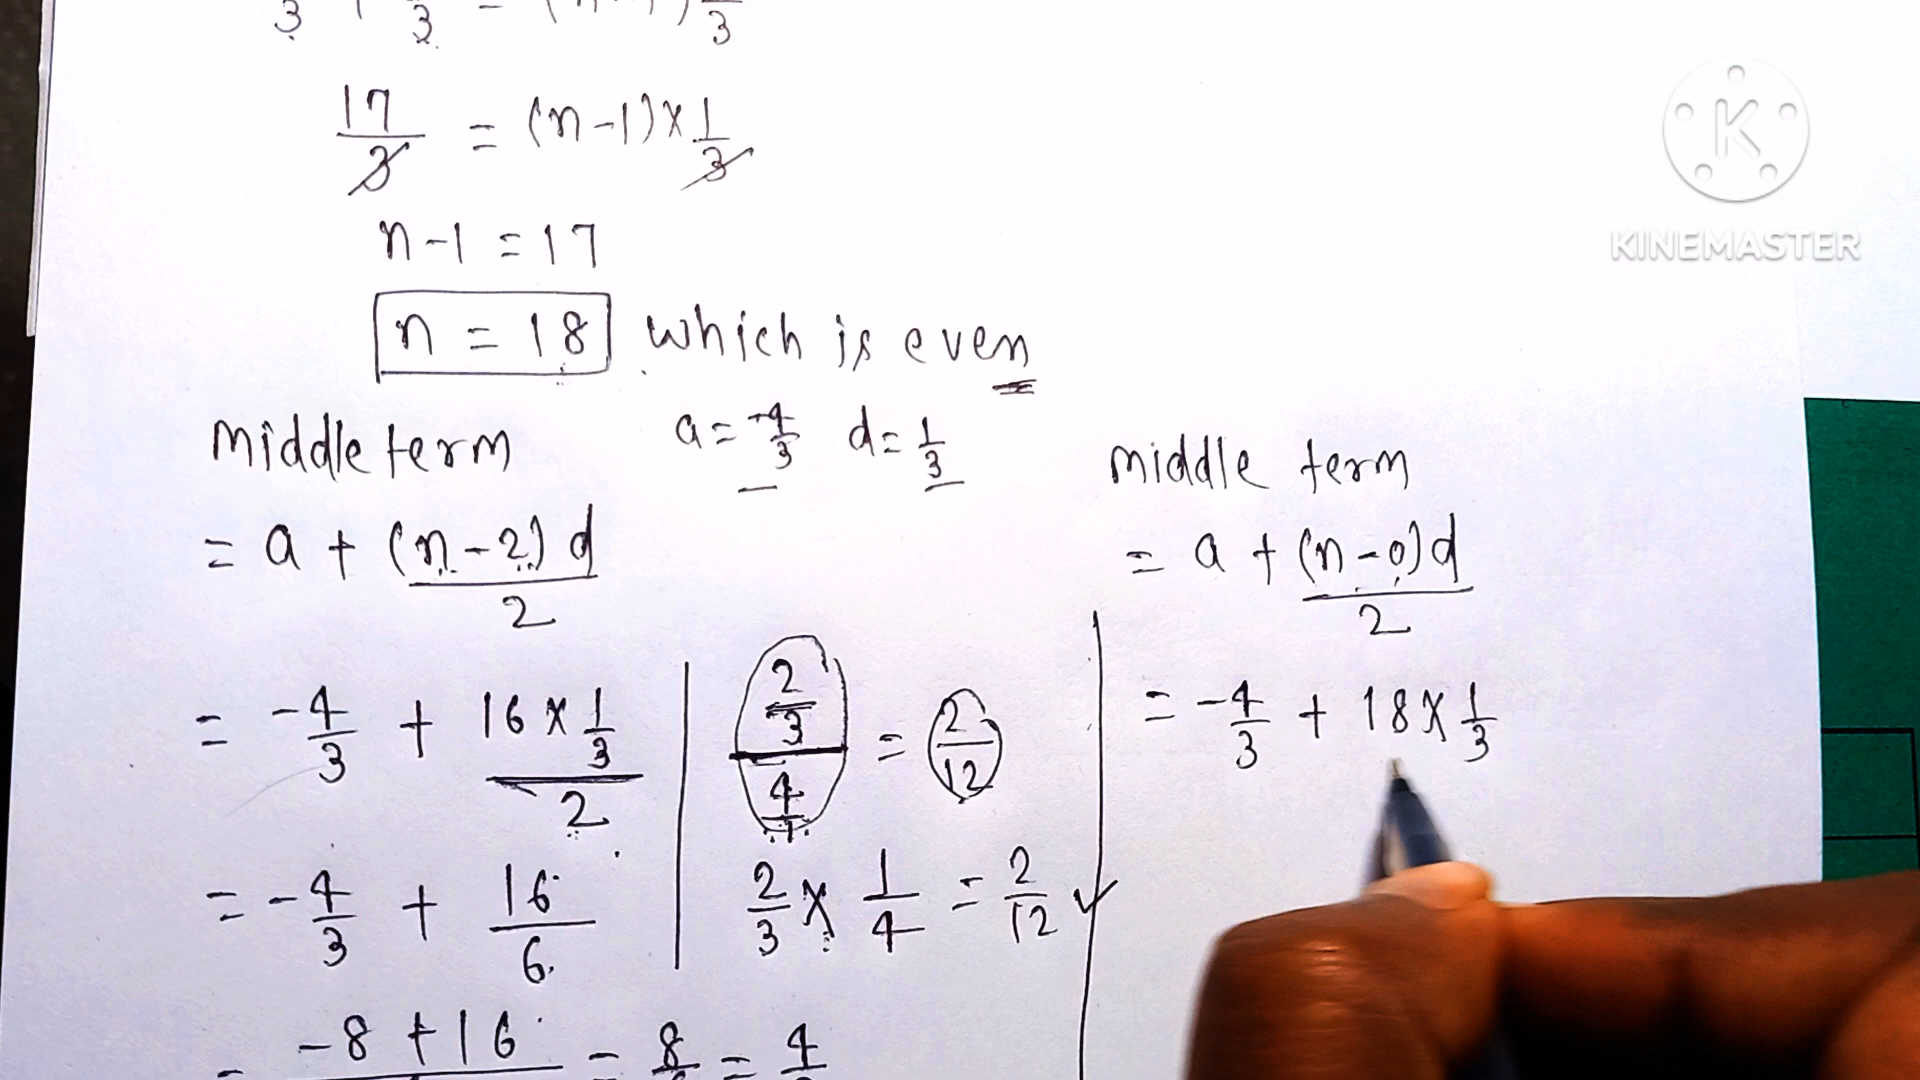 17/3 = (n-1)×1/3
n-1 = 17
n = 18 which is even
a = -4/3 d = 1/3
middle term
= a + (n-2)d/2
= -4/3 + 16×1/3/2
= -4/3 + 16/6
-8+16 = 8 = 4
2/3/4/1 = 2/12
2/3 × 1/4 = 2/12 ✓
middle term
= a + (n-0)d/2
= -4/3 + 18×1/3
K
KINEMASTER